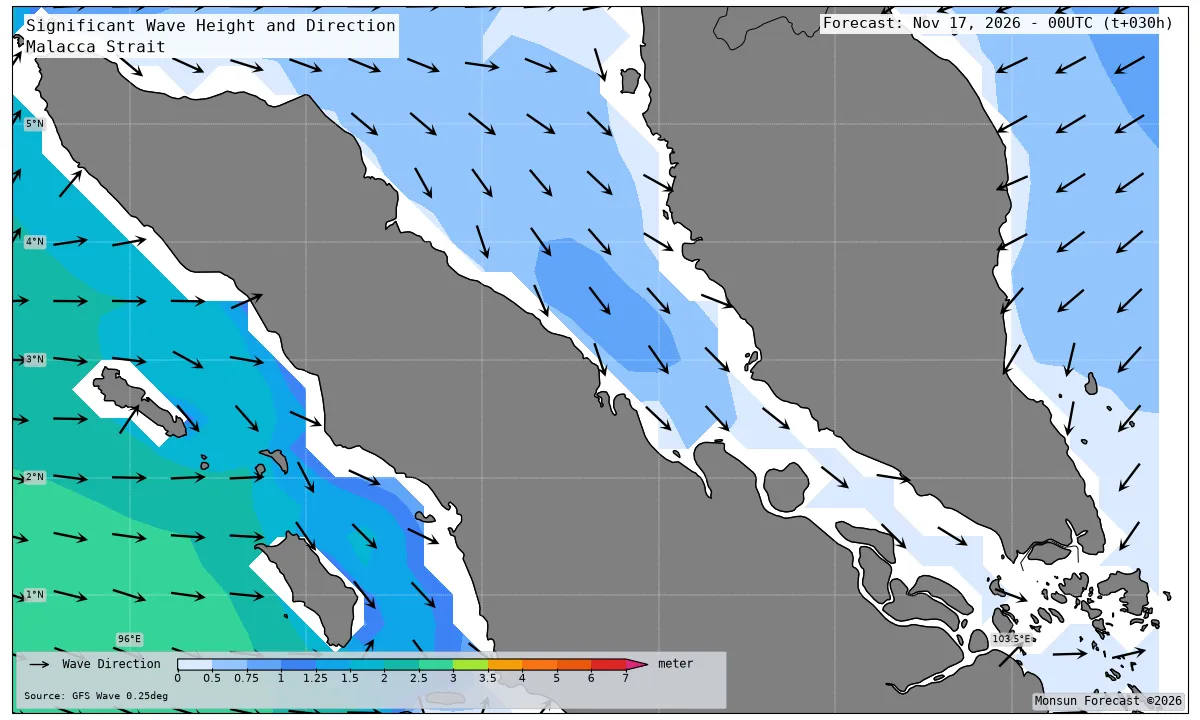 Significant Wave Height and Direction
Malacca Strait
Forecast: Nov 17, 2026 - 00UTC (t+030h)
5°N
4°N
3°N
2°N
1°N
96°E
103.5°E
Wave Direction
meter
0 0.5 0.75 1 1.25 1.5 2 2.5 3 3.5 4 5 6 7
Source: GFS Wave 0.25deg
Monsun Forecast ©2026